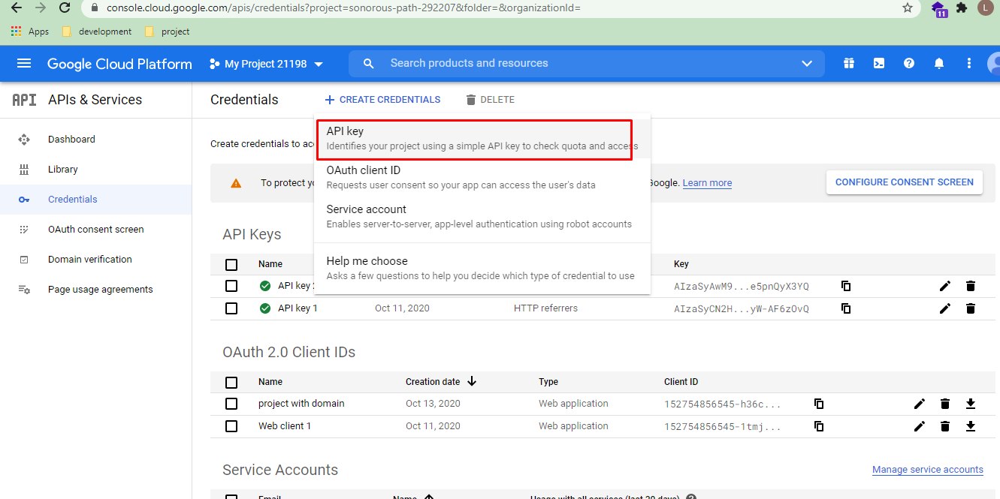 console.cloud.google.com/apis/credentials?project=sonorous-path-292207&folder=&organizationId=
11
L
Apps
development
project
Google Cloud Platform
My Project 21198
Search products and resources
API APIs & Services
Credentials
CREATE CREDENTIALS
DELETE
Dashboard
Library
Credentials
OAuth consent screen
Domain verification
Page usage agreements
Create credentials to ac
API key
Identifies your project using a simple API key to check quota and access
OAuth client ID
Requests user consent so your app can access the user's data
Service account
Enables server-to-server, app-level authentication using robot accounts
Help me choose
Asks a few questions to help you decide which type of credential to use
To protect yo
Google. Learn more
CONFIGURE CONSENT SCREEN
API Keys
Name Key
API key 2 AIzaSyAwM9...e5pnQyX3YQ
API key 1 Oct 11, 2020 HTTP referrers AIzaSyCN2H...yW-AF6zOvQ
OAuth 2.0 Client IDs
Name Creation date Type Client ID
project with domain Oct 13, 2020 Web application 152754856545-h36c...
Web client 1 Oct 11, 2020 Web application 152754856545-1tmj...
Service Accounts Manage service accounts
Email Name Usage with all services (last 30 days)